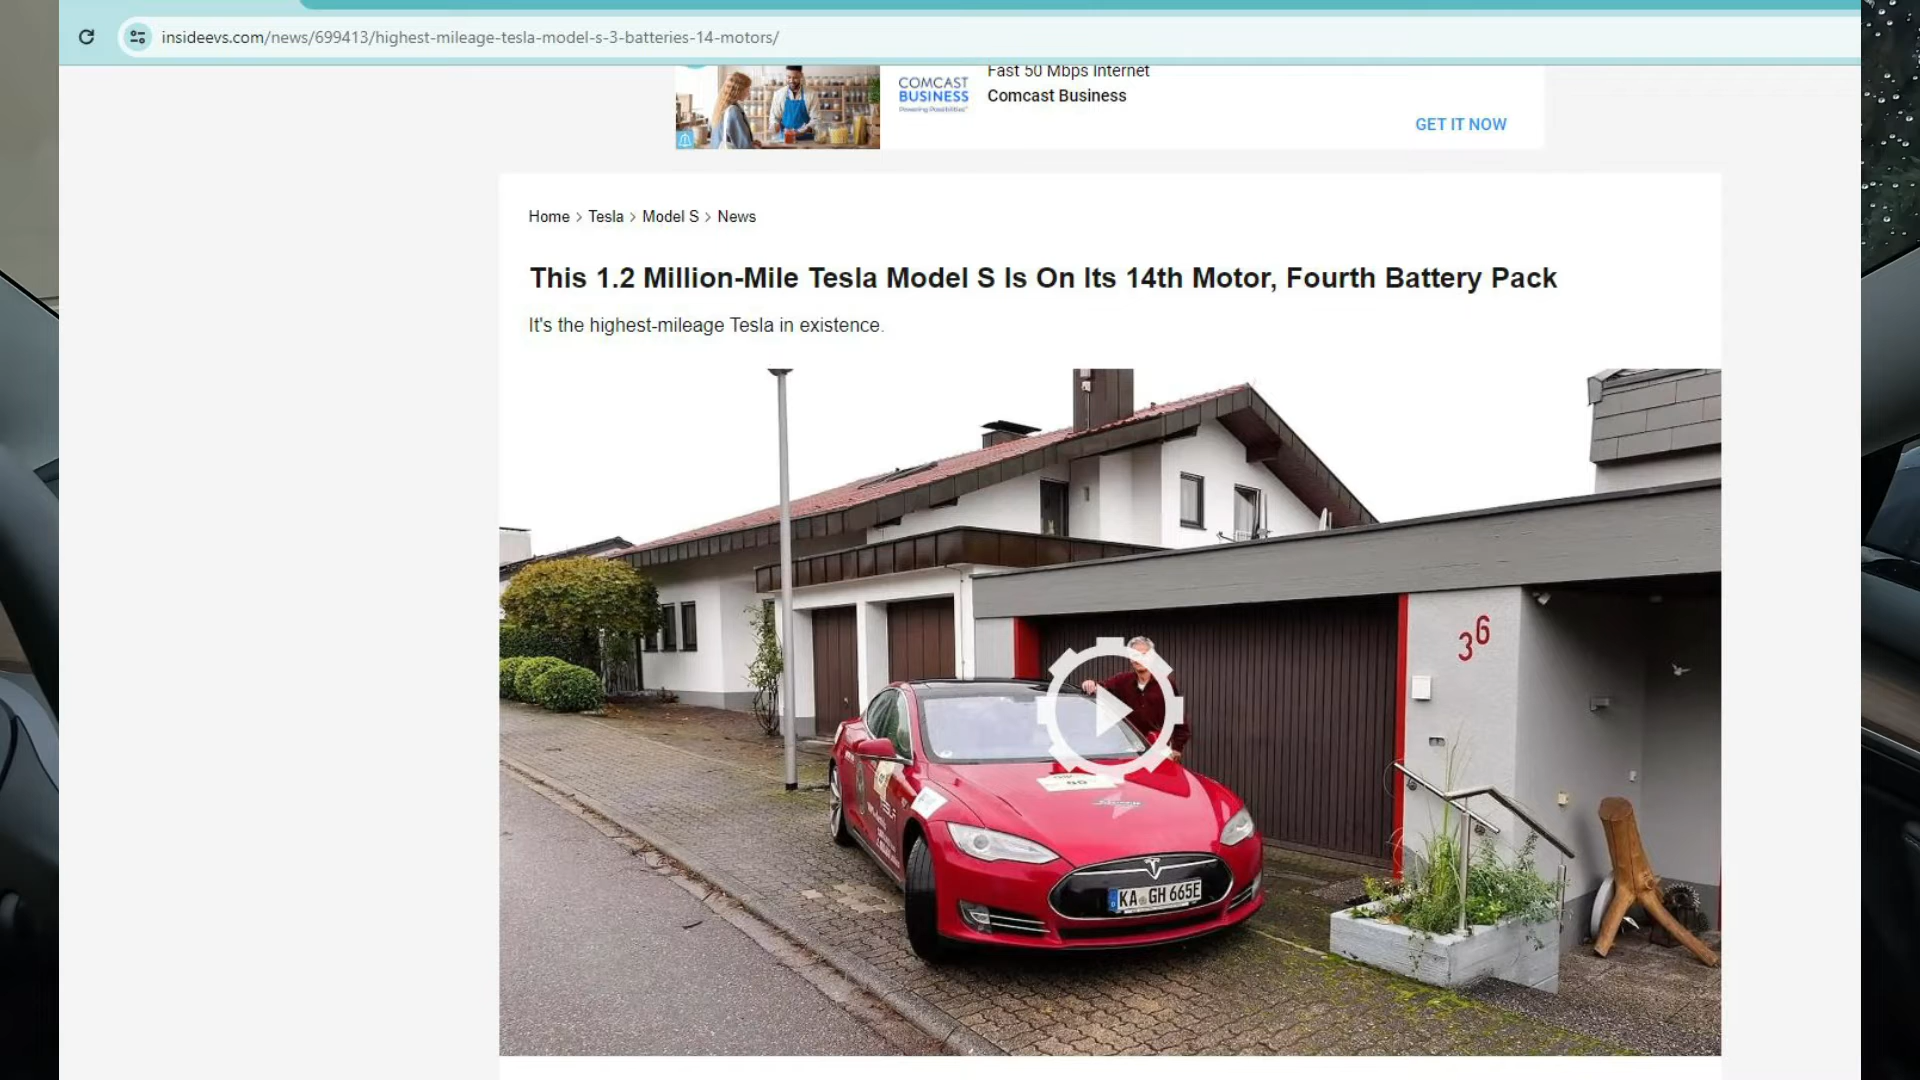 insideevs.com/news/699413/highest-mileage-tesla-model-s-3-batteries-14-motors/
COMCAST
BUSINESS
Powering Possibilities™
Fast 50 Mbps Internet
Comcast Business
GET IT NOW
Home > Tesla > Model S > News
This 1.2 Million-Mile Tesla Model S Is On Its 14th Motor, Fourth Battery Pack
It's the highest-mileage Tesla in existence.
36
KA GH 665E